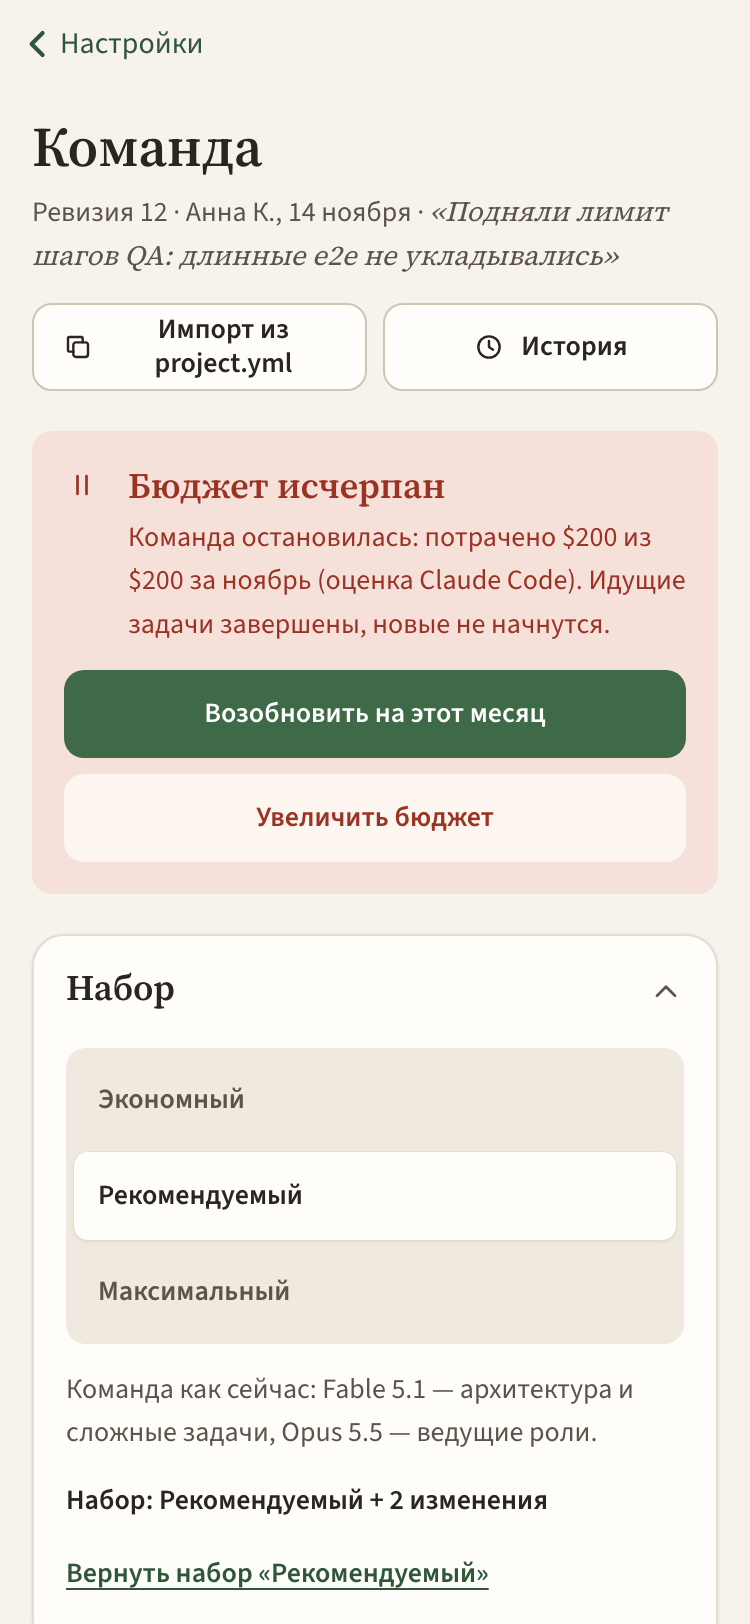 Настройки
Команда
Ревизия 12 · Анна К., 14 ноября · «Подняли лимит
шагов QA: длинные e2e не укладывались»
Импорт из
project.yml
История
Бюджет исчерпан
Команда остановилась: потрачено $200 из
$200 за ноябрь (оценка Claude Code). Идущие
задачи завершены, новые не начнутся.
Возобновить на этот месяц
Увеличить бюджет
Набор
Экономный
Рекомендуемый
Максимальный
Команда как сейчас: Fable 5.1 — архитектура и
сложные задачи, Opus 5.5 — ведущие роли.
Набор: Рекомендуемый + 2 изменения
Вернуть набор «Рекомендуемый»